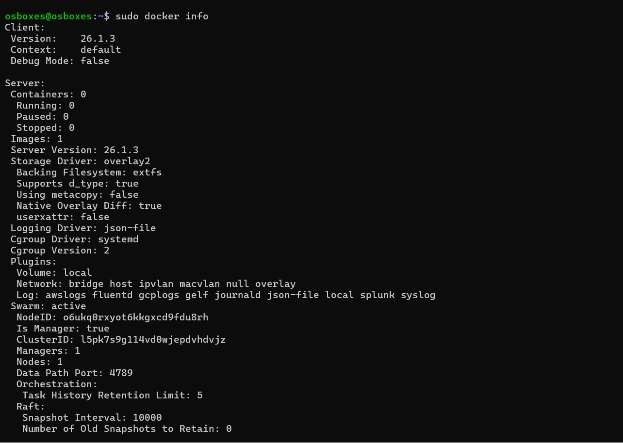 osboxes@osboxes:~$ sudo docker info
Client:
 Version:    26.1.3
 Context:    default
 Debug Mode: false

Server:
 Containers: 0
  Running: 0
  Paused: 0
  Stopped: 0
 Images: 1
 Server Version: 26.1.3
 Storage Driver: overlay2
  Backing Filesystem: extfs
  Supports d_type: true
  Using metacopy: false
  Native Overlay Diff: true
  userxattr: false
 Logging Driver: json-file
 Cgroup Driver: systemd
 Cgroup Version: 2
 Plugins:
  Volume: local
  Network: bridge host ipvlan macvlan null overlay
  Log: awslogs fluentd gcplogs gelf journald json-file local splunk syslog
 Swarm: active
  NodeID: o6ukq0rxyot6kkgxcd9fdu8rh
  Is Manager: true
  ClusterID: l5pk7s9g114vd0wjepdvhdvjz
  Managers: 1
  Nodes: 1
  Data Path Port: 4789
  Orchestration:
   Task History Retention Limit: 5
  Raft:
   Snapshot Interval: 10000
   Number of Old Snapshots to Retain: 0